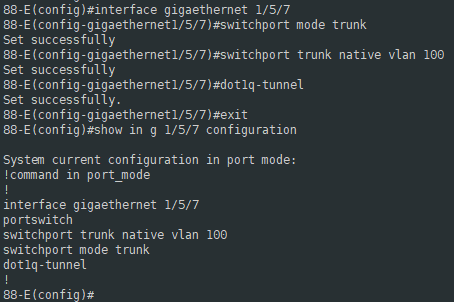 88-E(config)#interface gigaethernet 1/5/7
88-E(config-gigaethernet1/5/7)#switchport mode trunk
Set successfully
88-E(config-gigaethernet1/5/7)#switchport trunk native vlan 100
Set successfully
88-E(config-gigaethernet1/5/7)#dot1q-tunnel
Set successfully.
88-E(config-gigaethernet1/5/7)#exit
88-E(config)#show in g 1/5/7 configuration
System current configuration in port mode:
!command in port_mode
!
interface gigaethernet 1/5/7
portswitch
switchport trunk native vlan 100
switchport mode trunk
dot1q-tunnel
!
88-E(config)#